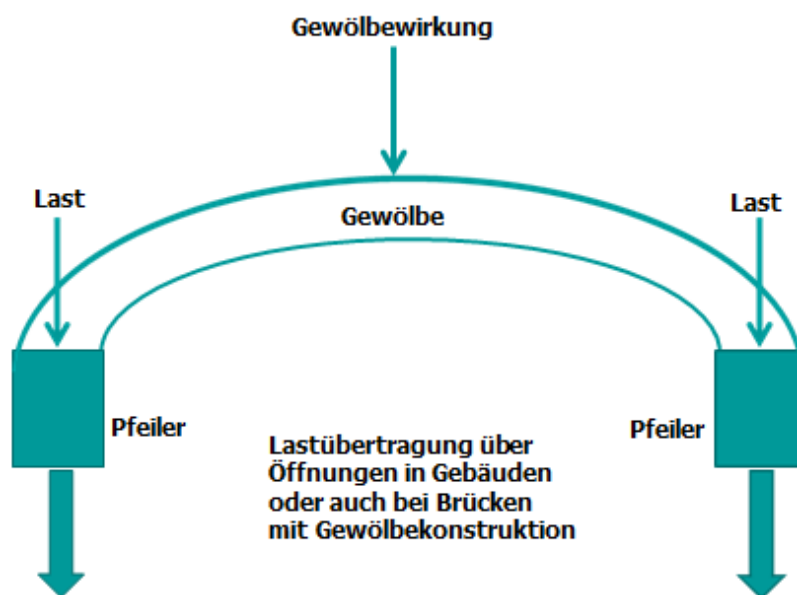 Gewölbewirkung
Last
Last
Gewölbe
Pfeiler
Pfeiler
Lastübertragung über
Öffnungen in Gebäuden
oder auch bei Brücken
mit Gewölbekonstruktion